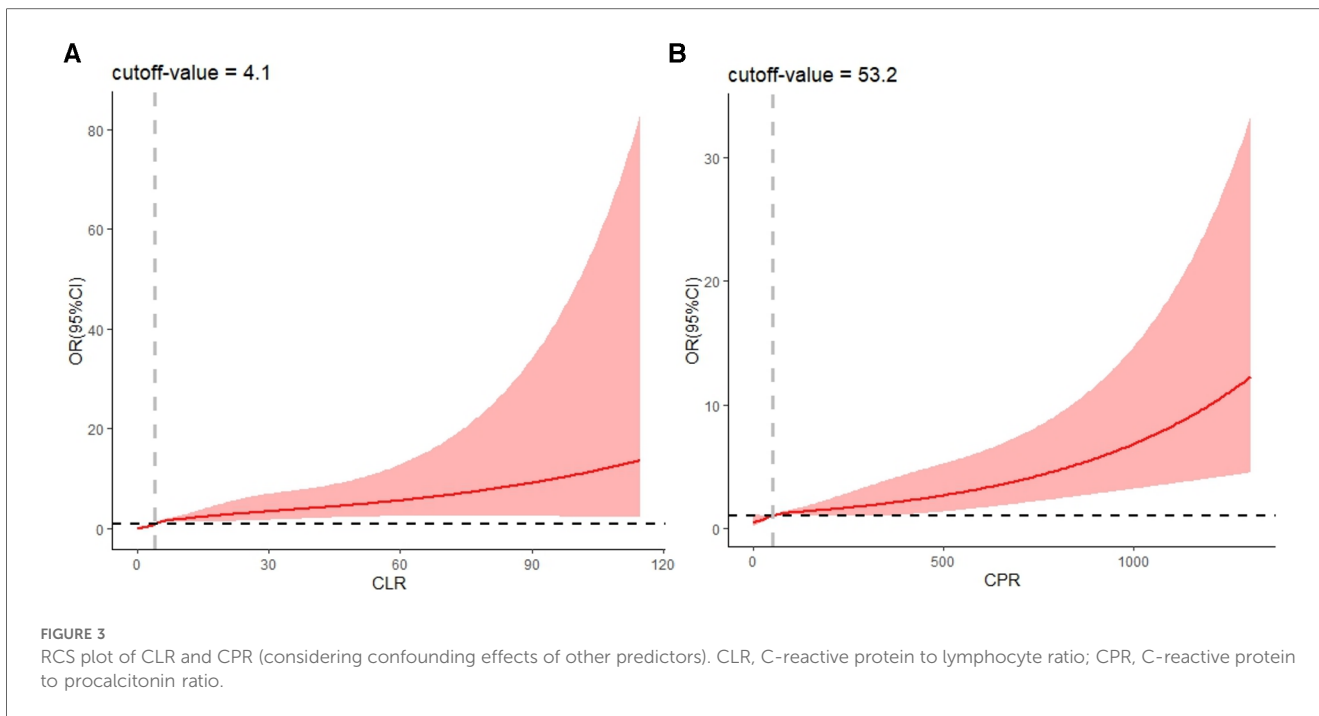 A
cutoff-value = 4.1
80
60
40
20
0
OR(95%CI)
0 30 60 90 120
CLR
B
cutoff-value = 53.2
30
20
10
0
OR(95%CI)
0 500 1000
CPR
FIGURE 3
RCS plot of CLR and CPR (considering confounding effects of other predictors). CLR, C-reactive protein to lymphocyte ratio; CPR, C-reactive protein
to procalcitonin ratio.